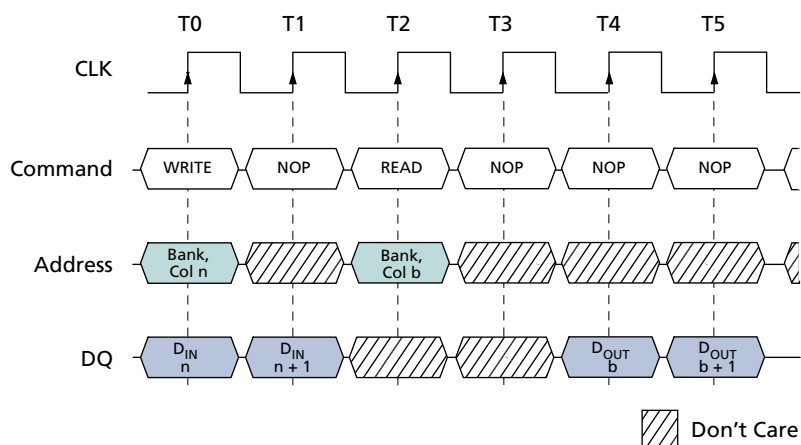 T0 T1 T2 T3 T4 T5
CLK
Command WRITE NOP READ NOP NOP NOP
Address Bank, Col n Bank, Col b
DQ DIN n DIN n + 1 DOUT b DOUT b + 1
Don't Care